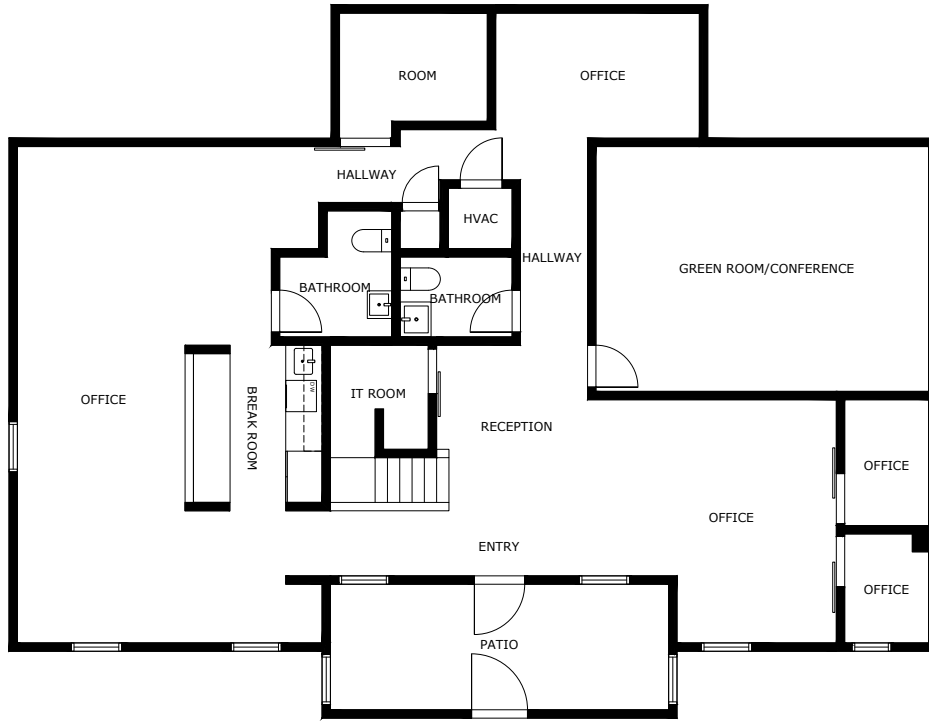 ROOM
OFFICE
HALLWAY
HVAC
HALLWAY
GREEN ROOM/CONFERENCE
BATHROOM
BATHROOM
DW
OFFICE
BREAK ROOM
IT ROOM
RECEPTION
OFFICE
OFFICE
ENTRY
OFFICE
PATIO